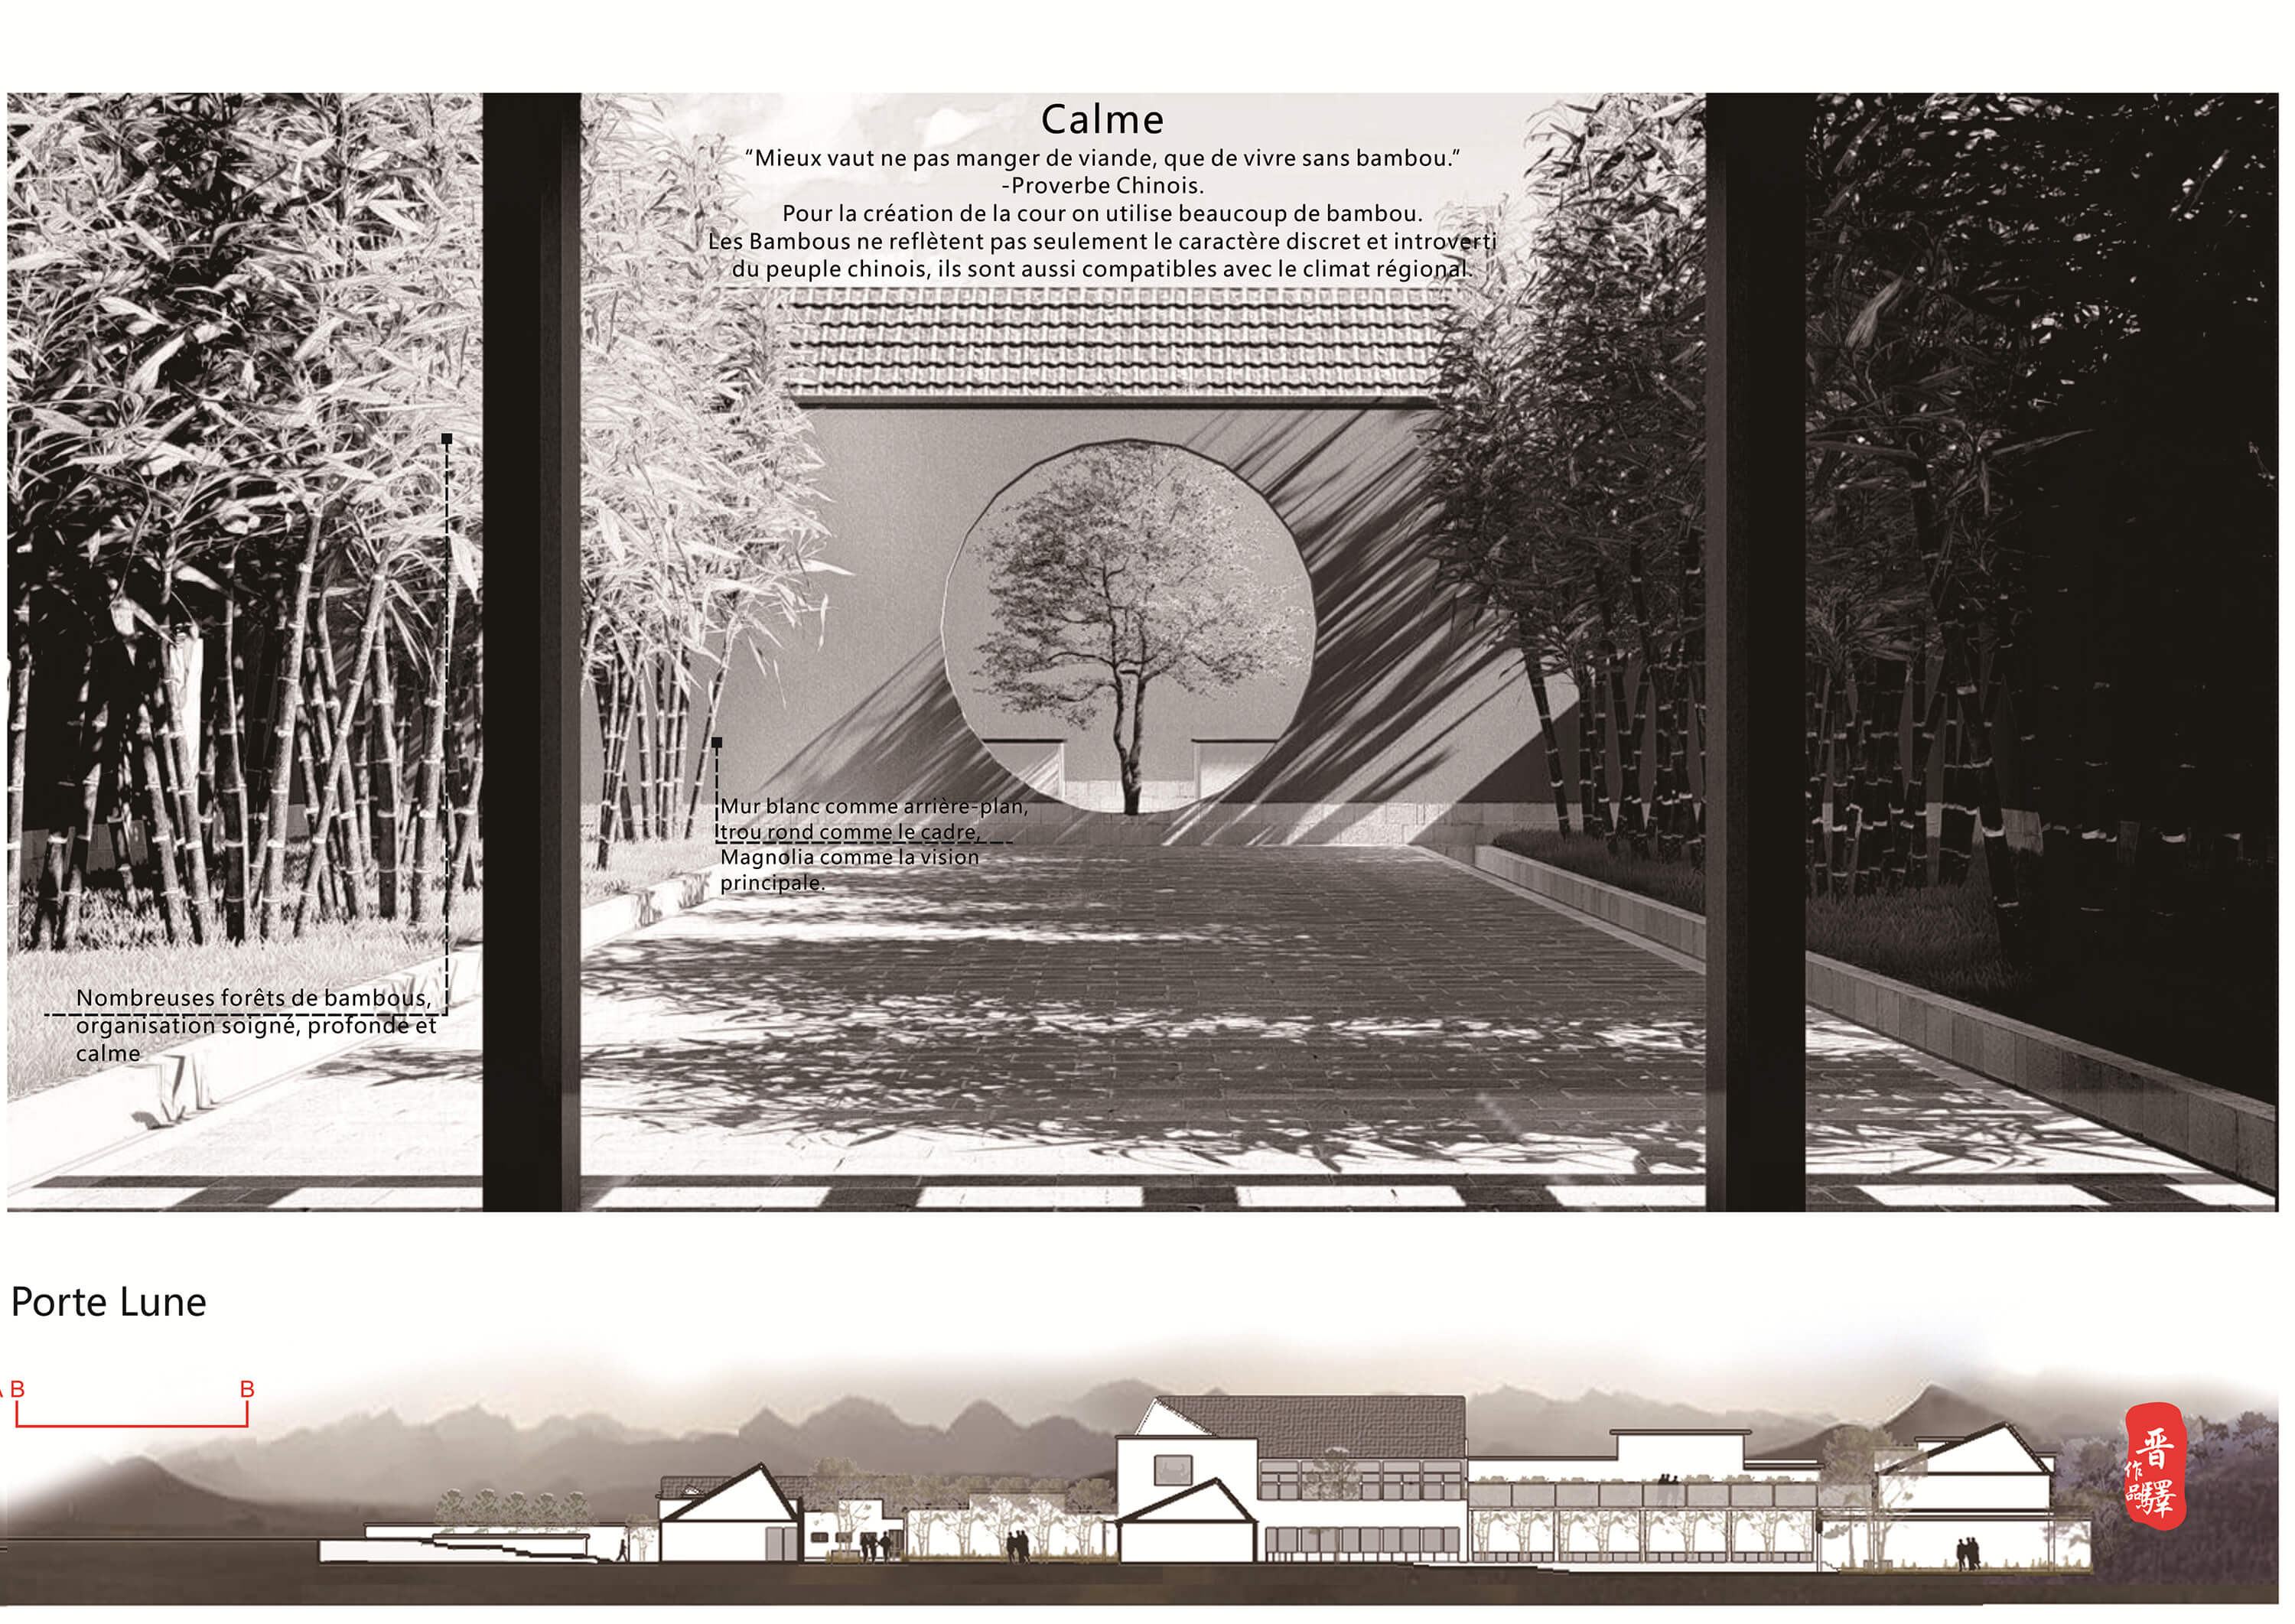 Calme
“Mieux vaut ne pas manger de viande, que de vivre sans bambou.”
-Proverbe Chinois.
Pour la création de la cour on utilise beaucoup de bambou.
Les Bambous ne reflètent pas seulement le caractère discret et introverti
du peuple chinois, ils sont aussi compatibles avec le climat régional.
Mur blanc comme arrière-plan,
trou rond comme le cadre,
Magnolia comme la vision
principale.
Nombreuses forêts de bambous,
organisation soigné, profonde et
calme
Porte Lune
B B
晋驿
作品